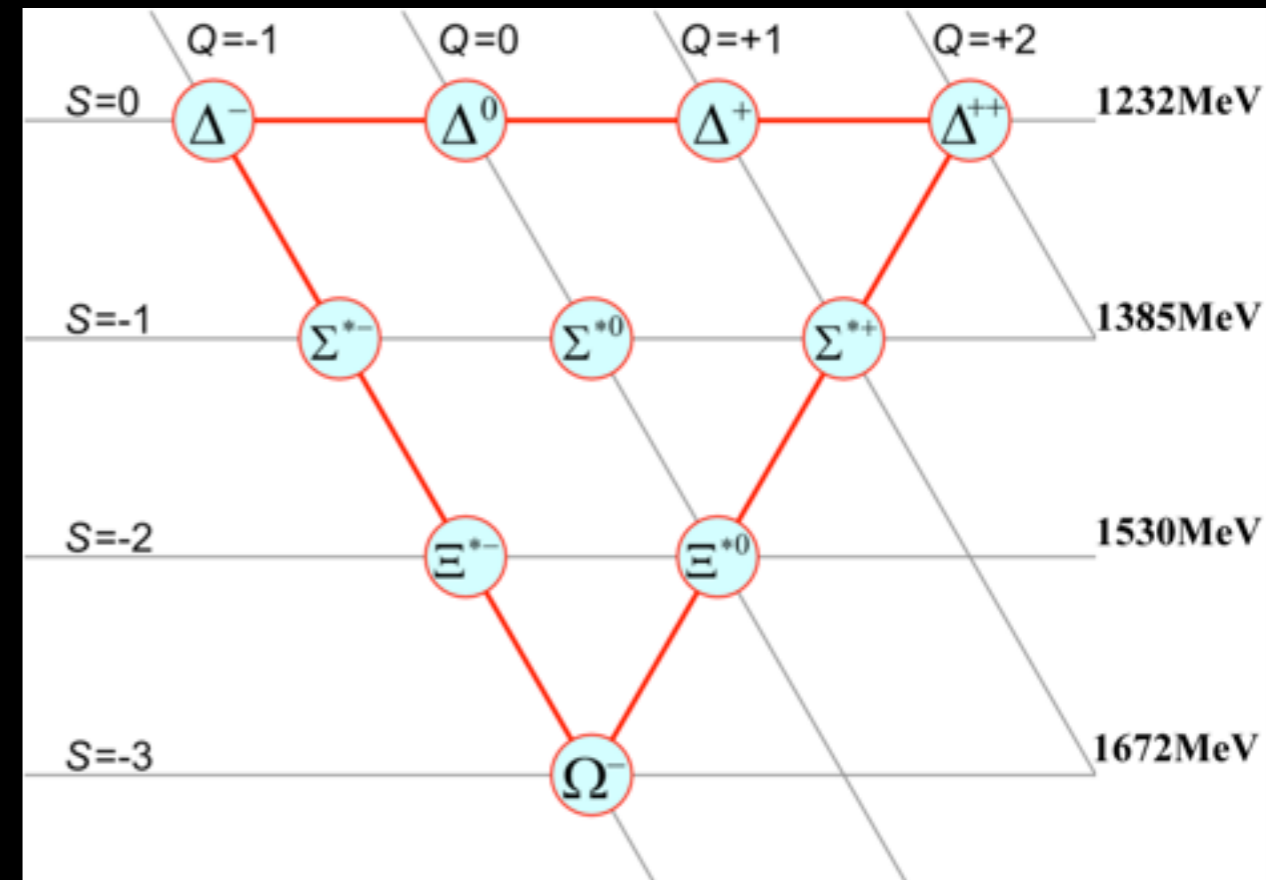 Q=-1 Q=0 Q=+1 Q=+2
S=0 Δ⁻ Δ⁰ Δ⁺ Δ⁺⁺ 1232MeV
S=-1 Σ*⁻ Σ*⁰ Σ*⁺ 1385MeV
S=-2 Ξ*⁻ Ξ*⁰ 1530MeV
S=-3 Ω⁻ 1672MeV